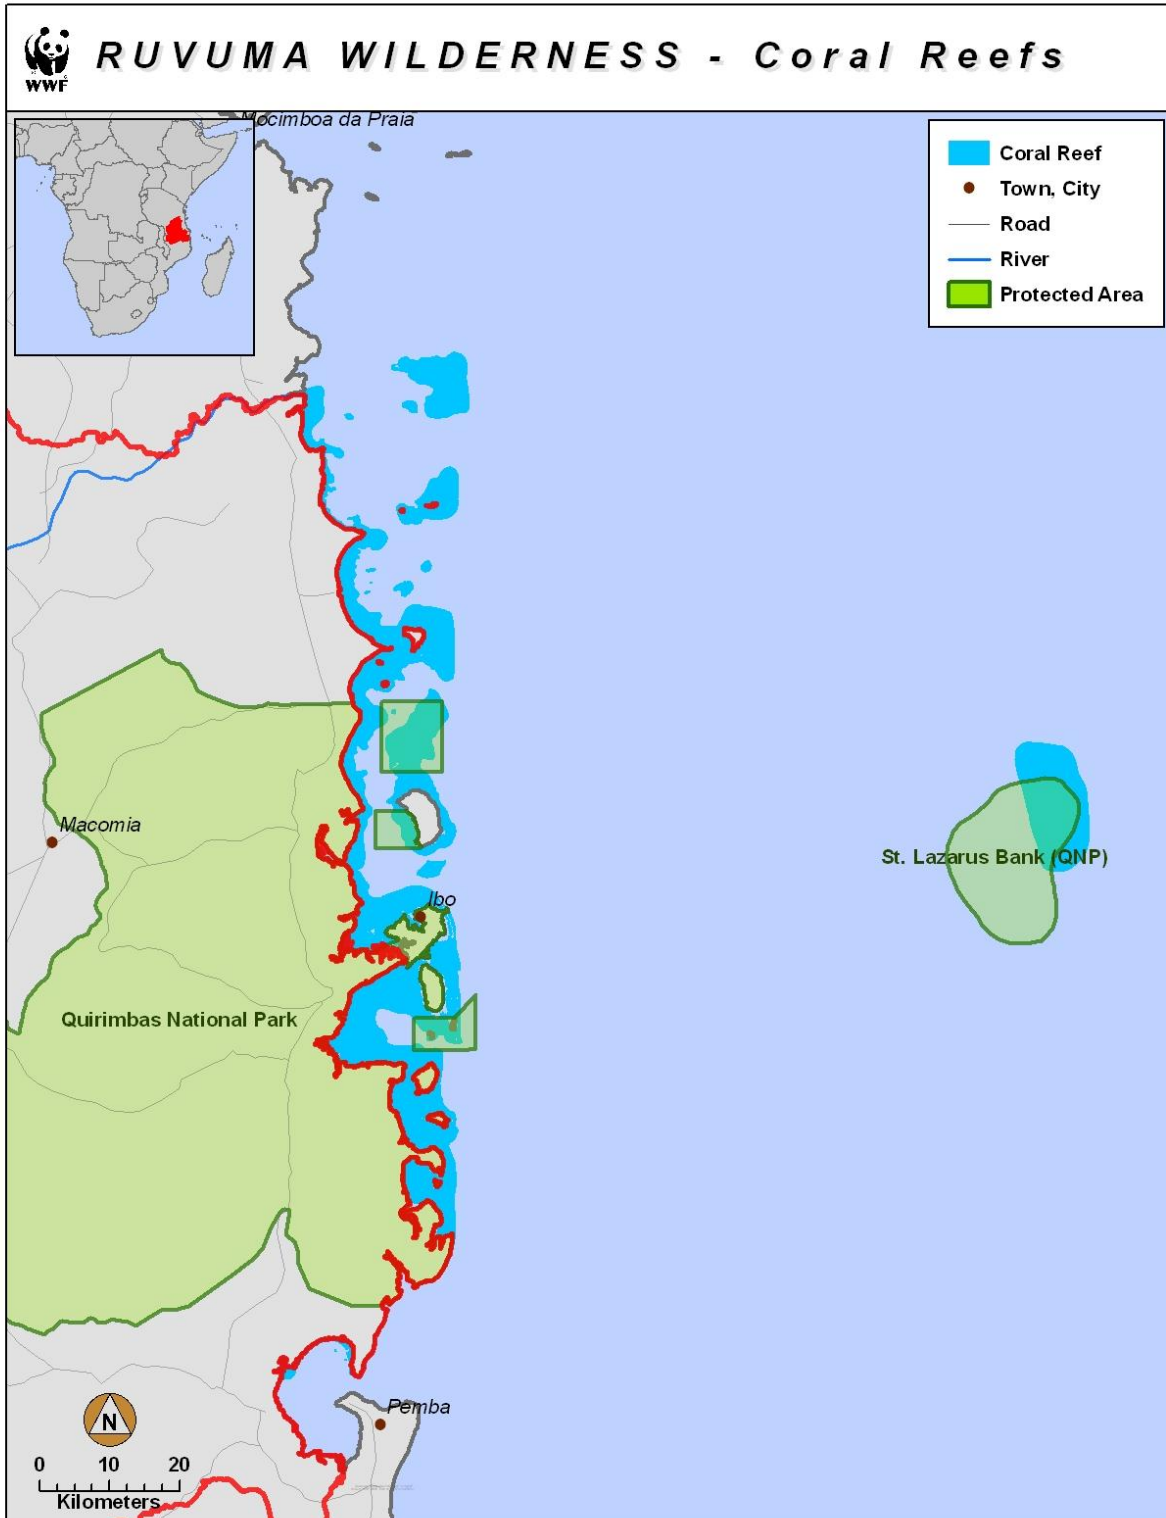 RUVUMA WILDERNESS - Coral Reefs
WWF
Mocimboa da Praia
Coral Reef
Town, City
Road
River
Protected Area
Macomia
St. Lazarus Bank (QNP)
Ibo
Quirimbas National Park
Pemba
N
0 10 20
Kilometers